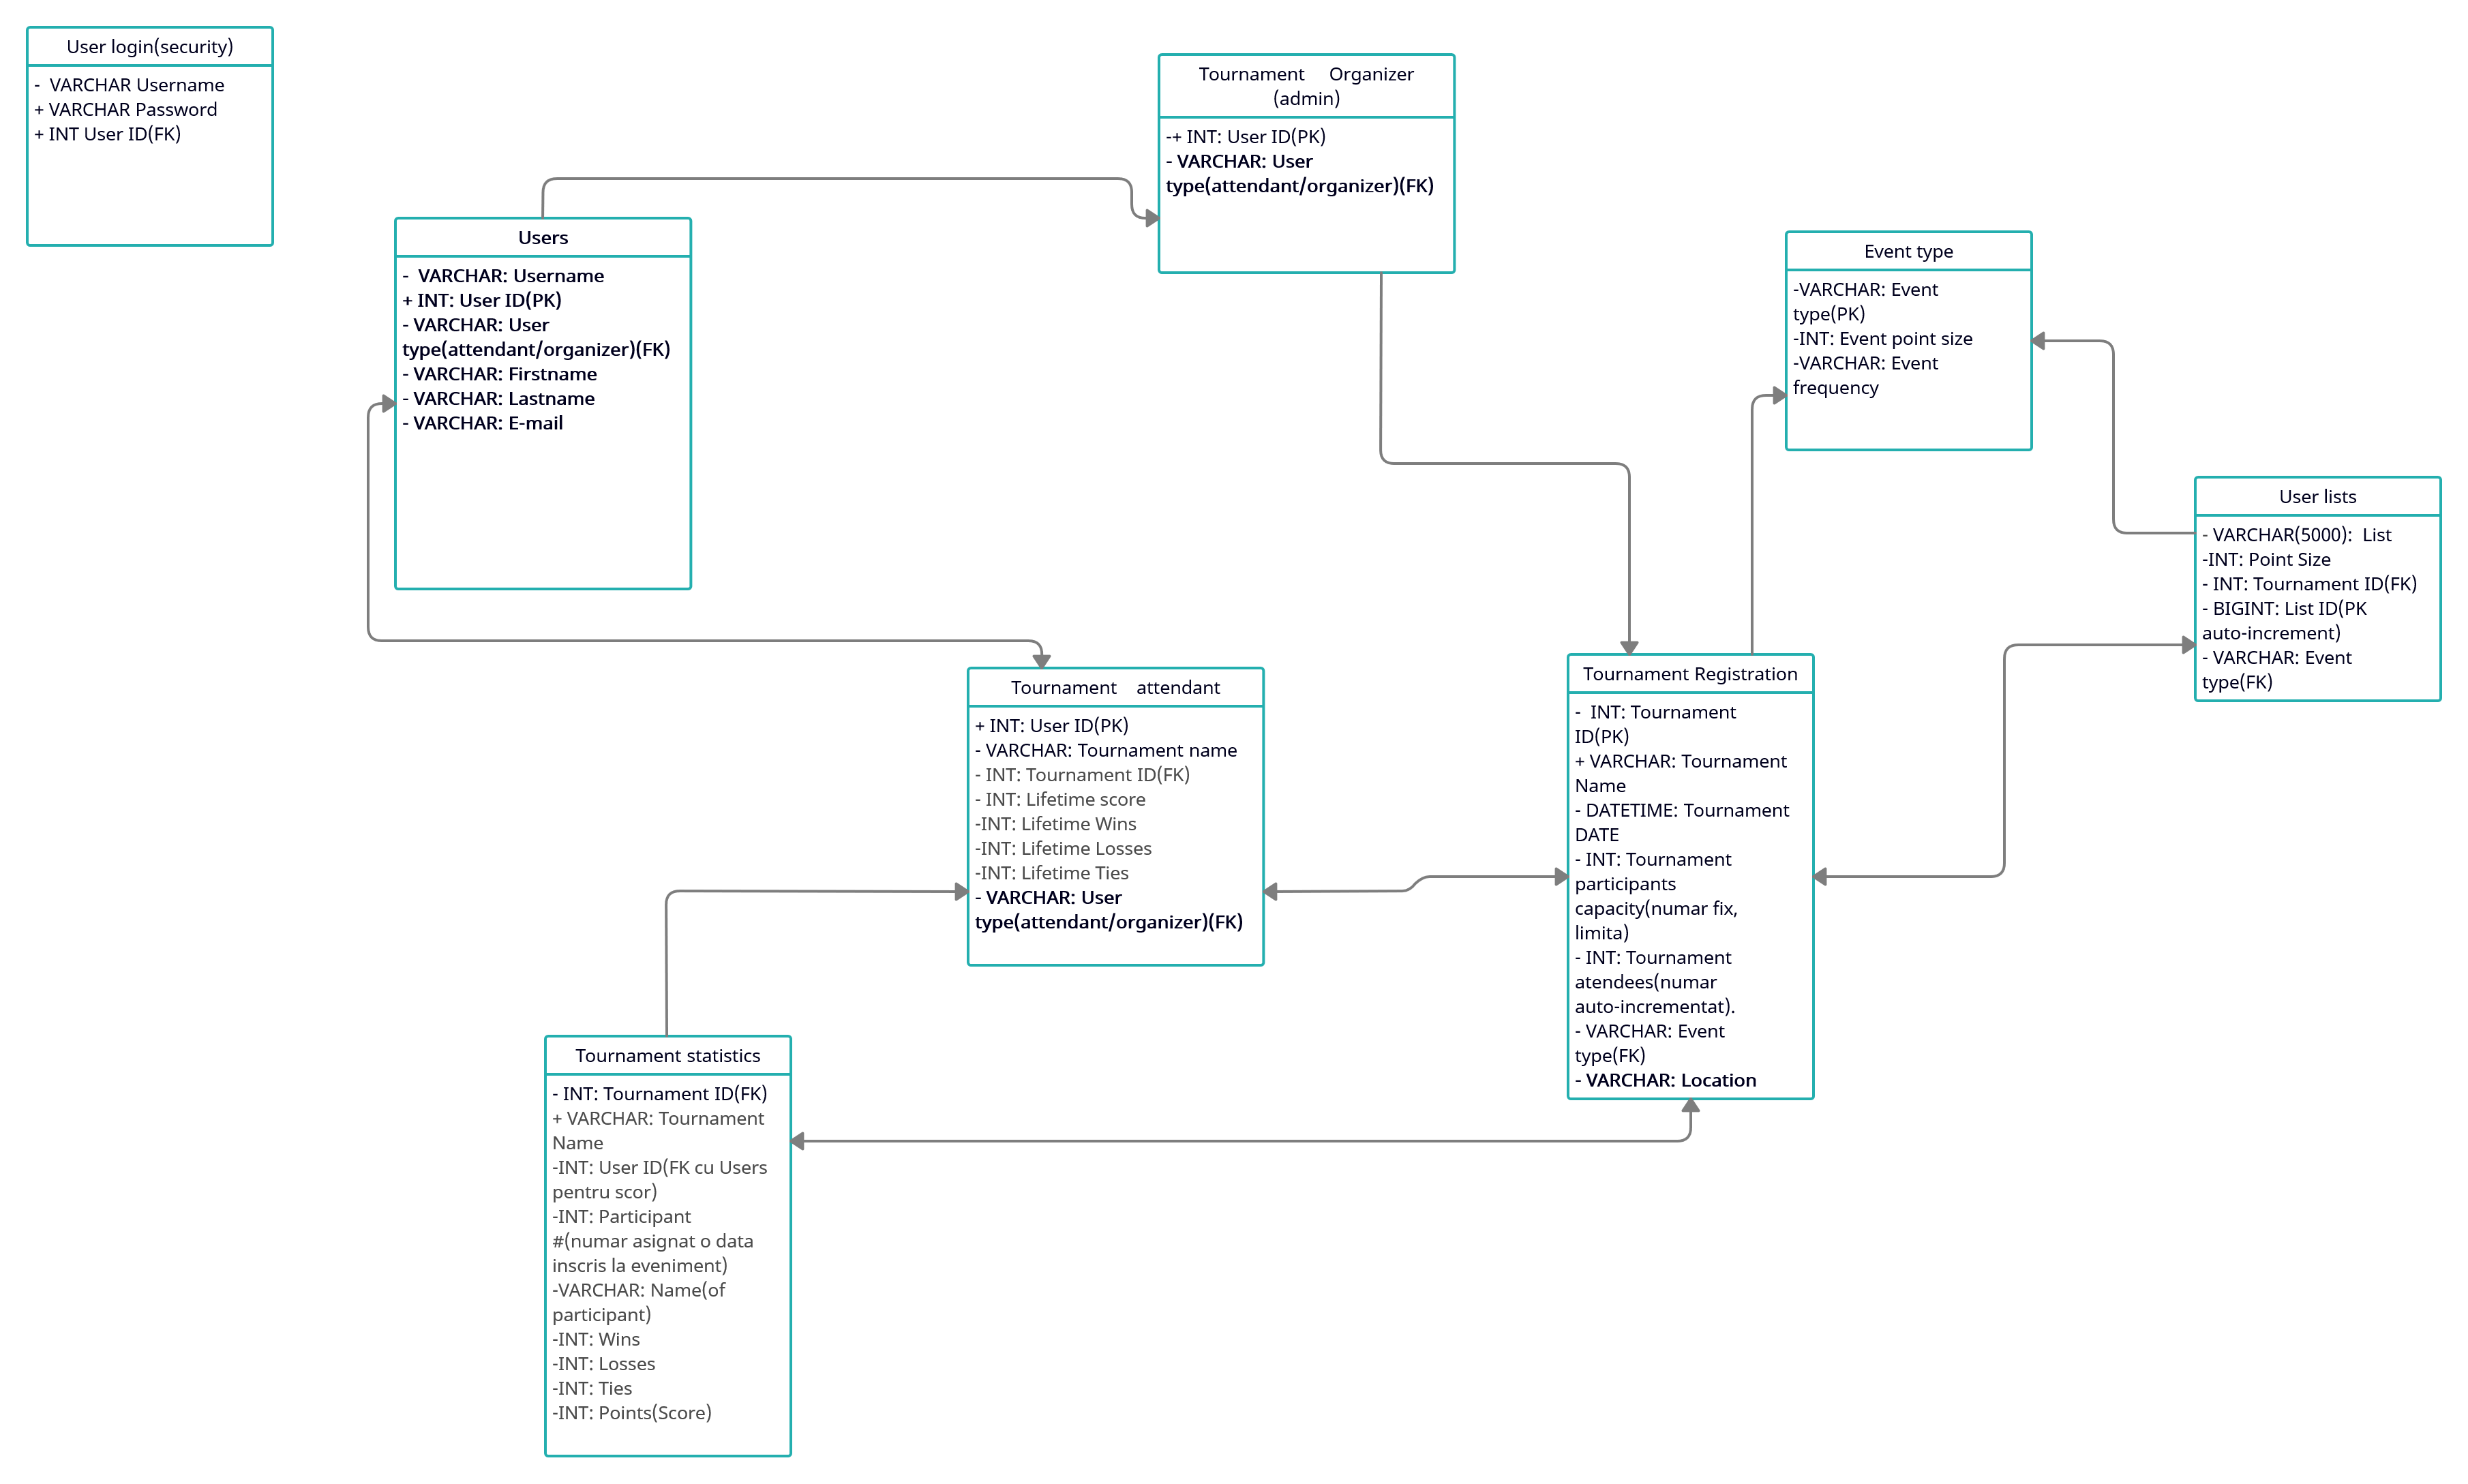 User login(security)
-  VARCHAR Username
+ VARCHAR Password
+ INT User ID(FK)
Tournament    Organizer
(admin)
-+ INT: User ID(PK)
- VARCHAR: User
type(attendant/organizer)(FK)
Users
-  VARCHAR: Username
+ INT: User ID(PK)
- VARCHAR: User
type(attendant/organizer)(FK)
- VARCHAR: Firstname
- VARCHAR: Lastname
- VARCHAR: E-mail
Event type
-VARCHAR: Event
type(PK)
-INT: Event point size
-VARCHAR: Event
frequency
User lists
- VARCHAR(5000):  List
-INT: Point Size
- INT: Tournament ID(FK)
- BIGINT: List ID(PK
auto-increment)
- VARCHAR: Event
type(FK)
Tournament   attendant
+ INT: User ID(PK)
- VARCHAR: Tournament name
- INT: Tournament ID(FK)
- INT: Lifetime score
-INT: Lifetime Wins
-INT: Lifetime Losses
-INT: Lifetime Ties
- VARCHAR: User
type(attendant/organizer)(FK)
Tournament Registration
-  INT: Tournament
ID(PK)
+ VARCHAR: Tournament
Name
- DATETIME: Tournament
DATE
- INT: Tournament
participants
capacity(numar fix,
limita)
- INT: Tournament
atendees(numar
auto-incrementat).
- VARCHAR: Event
type(FK)
- VARCHAR: Location
Tournament statistics
- INT: Tournament ID(FK)
+ VARCHAR: Tournament
Name
-INT: User ID(FK cu Users
pentru scor)
-INT: Participant
#(numar asignat o data
inscris la eveniment)
-VARCHAR: Name(of
participant)
-INT: Wins
-INT: Losses
-INT: Ties
-INT: Points(Score)